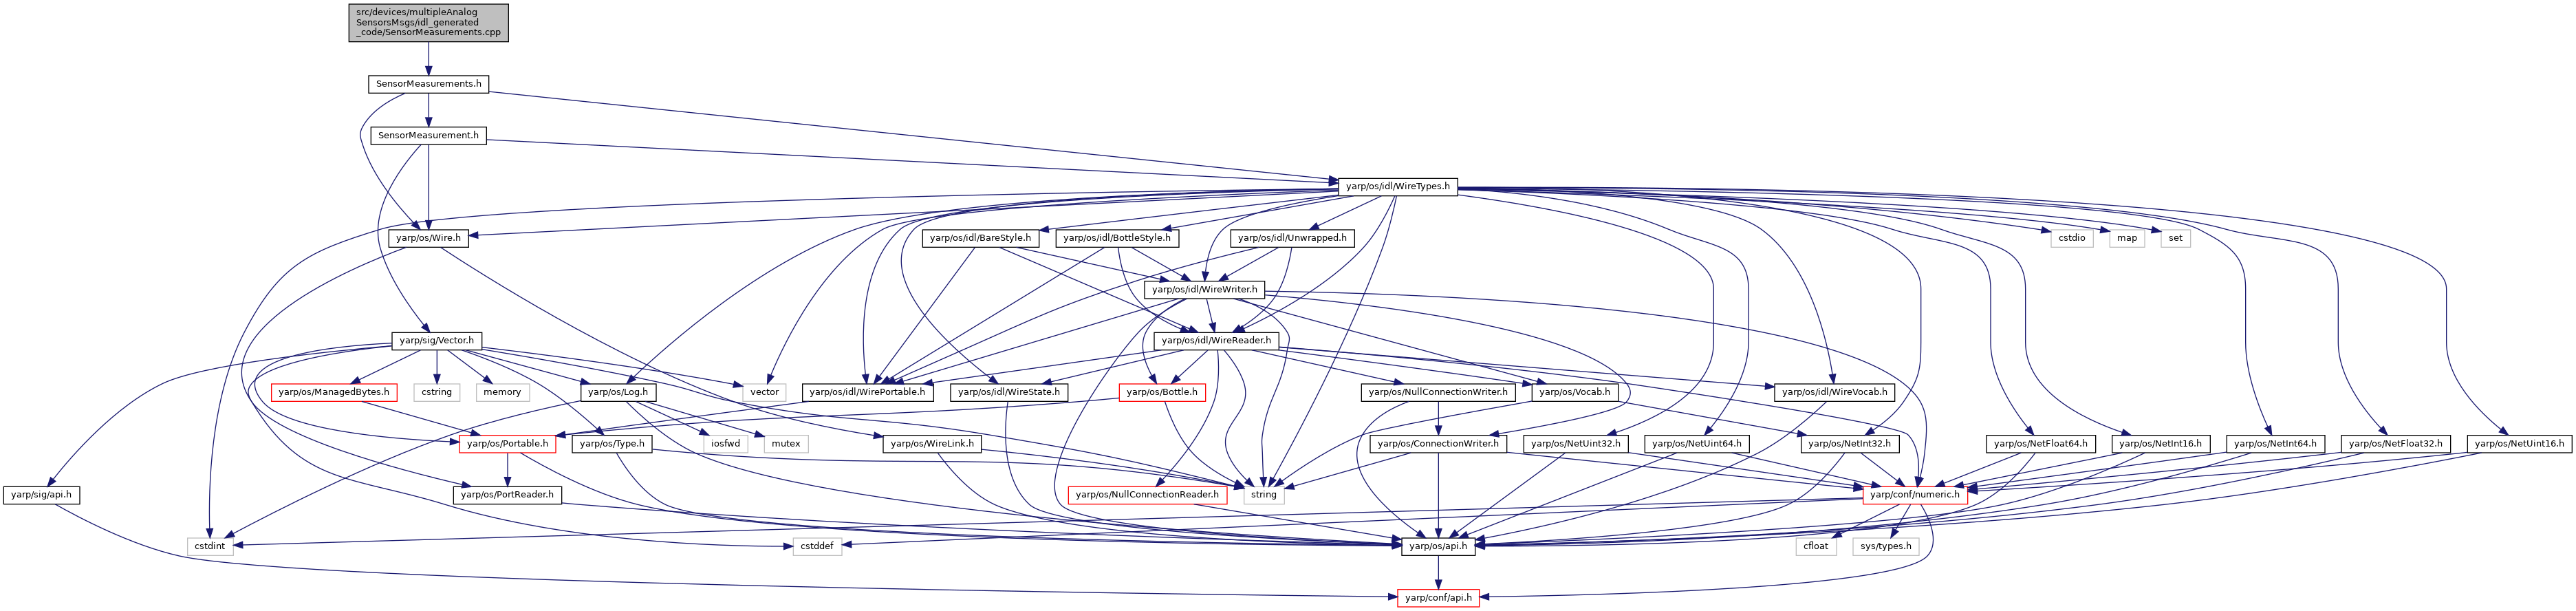 src/devices/multipleAnalog
SensorsMsgs/idl_generated
_code/SensorMeasurements.cpp
SensorMeasurements.h
SensorMeasurement.h
yarp/os/idl/WireTypes.h
yarp/os/Wire.h
yarp/os/idl/BareStyle.h
yarp/os/idl/BottleStyle.h
yarp/os/idl/Unwrapped.h
cstdio
map
set
yarp/os/idl/WireWriter.h
yarp/sig/Vector.h
yarp/os/idl/WireReader.h
yarp/os/ManagedBytes.h
cstring
memory
yarp/os/Log.h
vector
yarp/os/idl/WirePortable.h
yarp/os/idl/WireState.h
yarp/os/Bottle.h
yarp/os/NullConnectionWriter.h
yarp/os/Vocab.h
yarp/os/idl/WireVocab.h
yarp/os/Portable.h
yarp/os/Type.h
iosfwd
mutex
yarp/os/WireLink.h
yarp/os/ConnectionWriter.h
yarp/os/NetUint32.h
yarp/os/NetUint64.h
yarp/os/NetInt32.h
yarp/os/NetFloat64.h
yarp/os/NetInt16.h
yarp/os/NetInt64.h
yarp/os/NetFloat32.h
yarp/os/NetUint16.h
yarp/sig/api.h
yarp/os/PortReader.h
yarp/os/NullConnectionReader.h
string
yarp/conf/numeric.h
cstdint
cstddef
yarp/os/api.h
cfloat
sys/types.h
yarp/conf/api.h